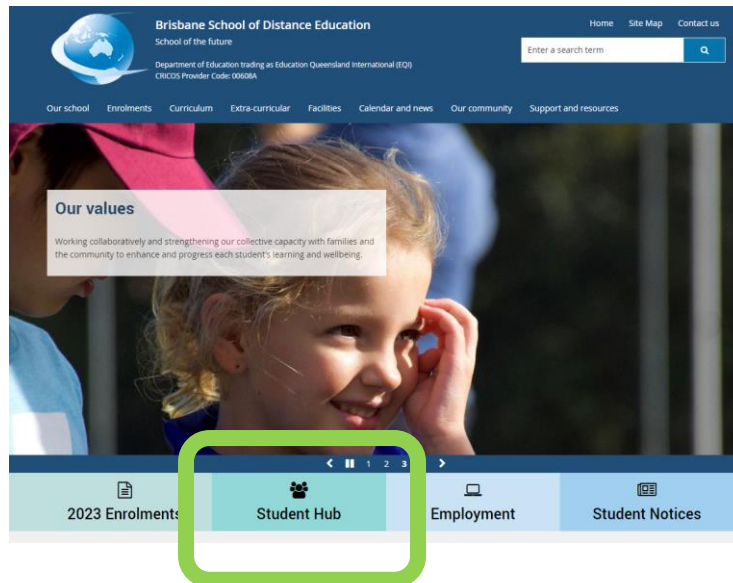 Brisbane School of Distance Education
School of the future
Department of Education trading as Education Queensland International (EQI)
CRICOS Provider Code: 00608A
Home Site Map Contact us
Enter a search term
Our school Enrolments Curriculum Extra-curricular Facilities Calendar and news Our community Support and resources
Our values
Working collaboratively and strengthening our collective capacity with families and
the community to enhance and progress each student's learning and wellbeing.
1 2 3
2023 Enrolments
Student Hub
Employment
Student Notices